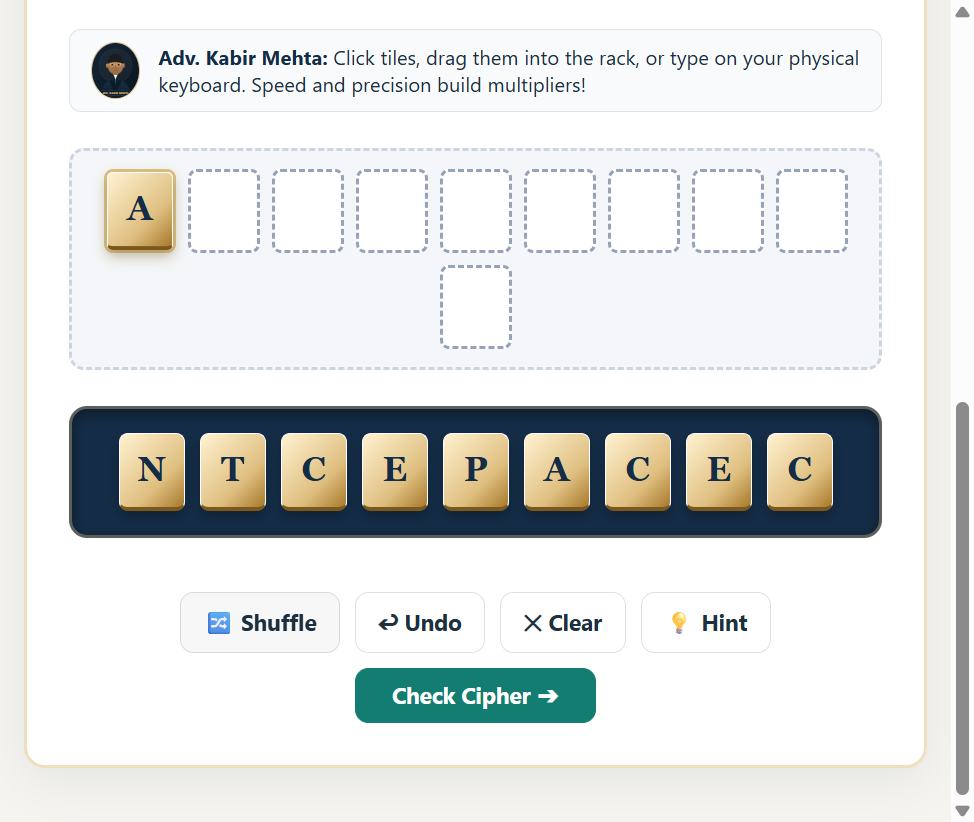 Adv. Kabir Mehta: Click tiles, drag them into the rack, or type on your physical
keyboard. Speed and precision build multipliers!
A
N T C E P A C E C
🔀 Shuffle ↩ Undo ✕ Clear 💡 Hint
Check Cipher ➔